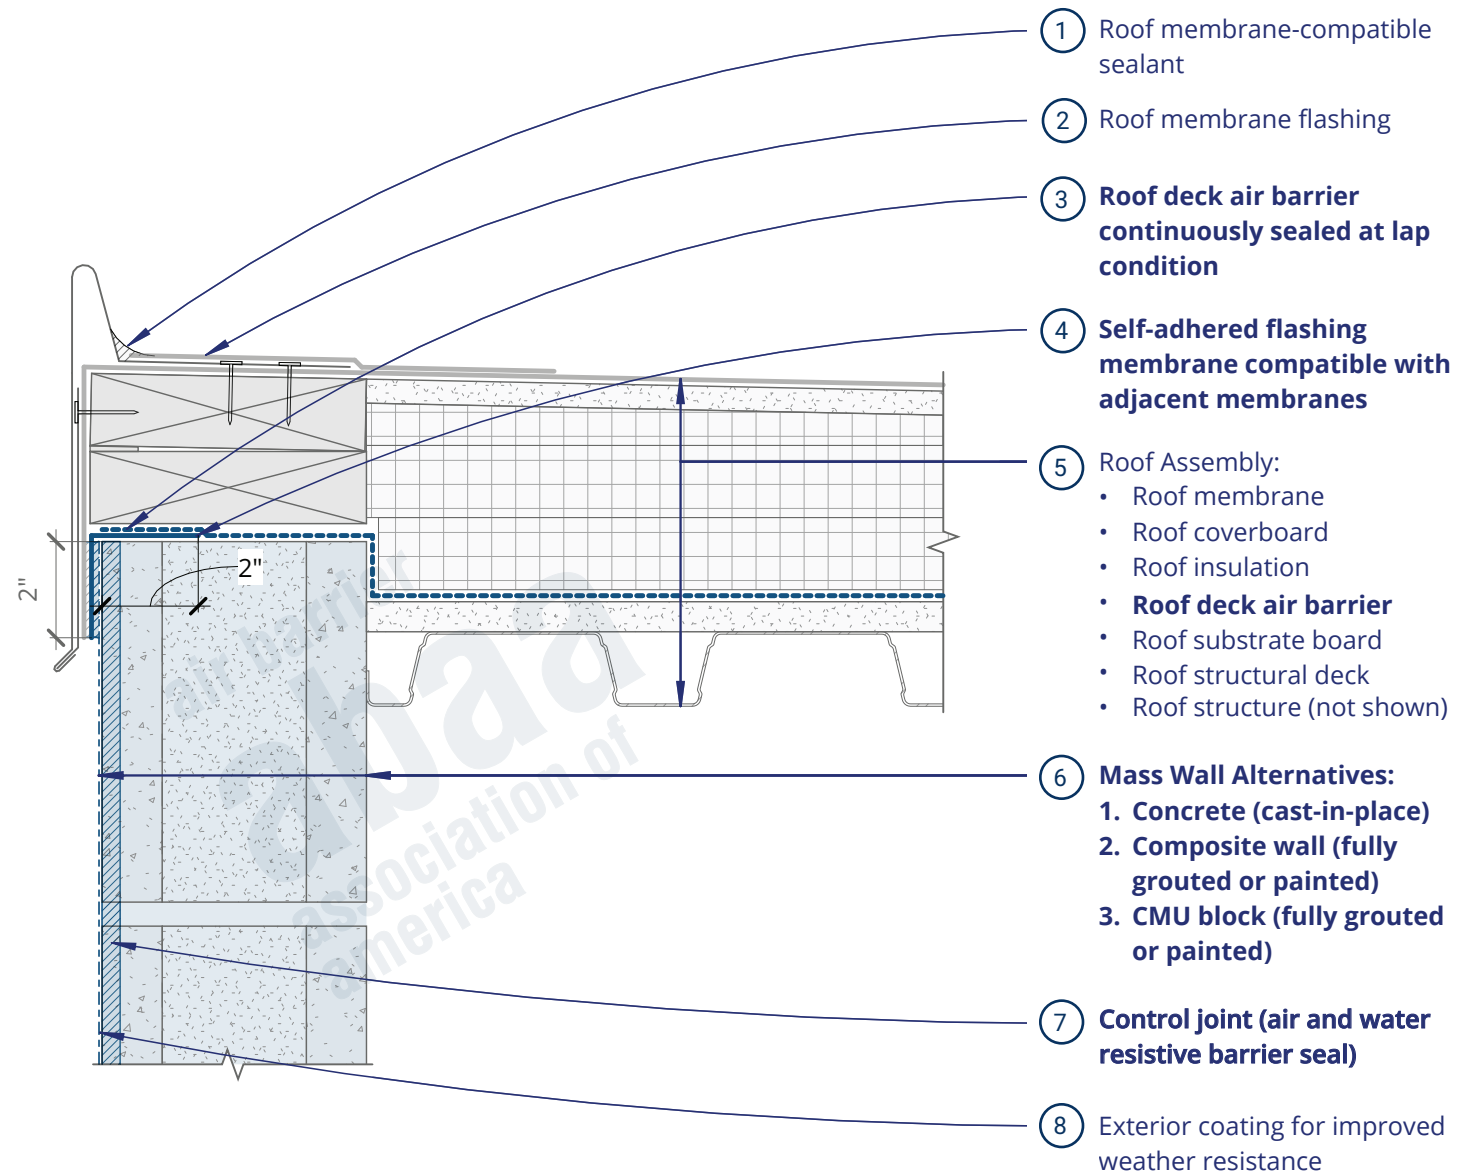 1 Roof membrane-compatible
sealant
2 Roof membrane flashing
3 Roof deck air barrier
continuously sealed at lap
condition
4 Self-adhered flashing
membrane compatible with
adjacent membranes
5 Roof Assembly:
• Roof membrane
• Roof coverboard
• Roof insulation
• Roof deck air barrier
• Roof substrate board
• Roof structural deck
• Roof structure (not shown)
6 Mass Wall Alternatives:
1. Concrete (cast-in-place)
2. Composite wall (fully
grouted or painted)
3. CMU block (fully grouted
or painted)
7 Control joint (air and water
resistive barrier seal)
8 Exterior coating for improved
weather resistance
2"
2"
air barrier
abaa
association of
america